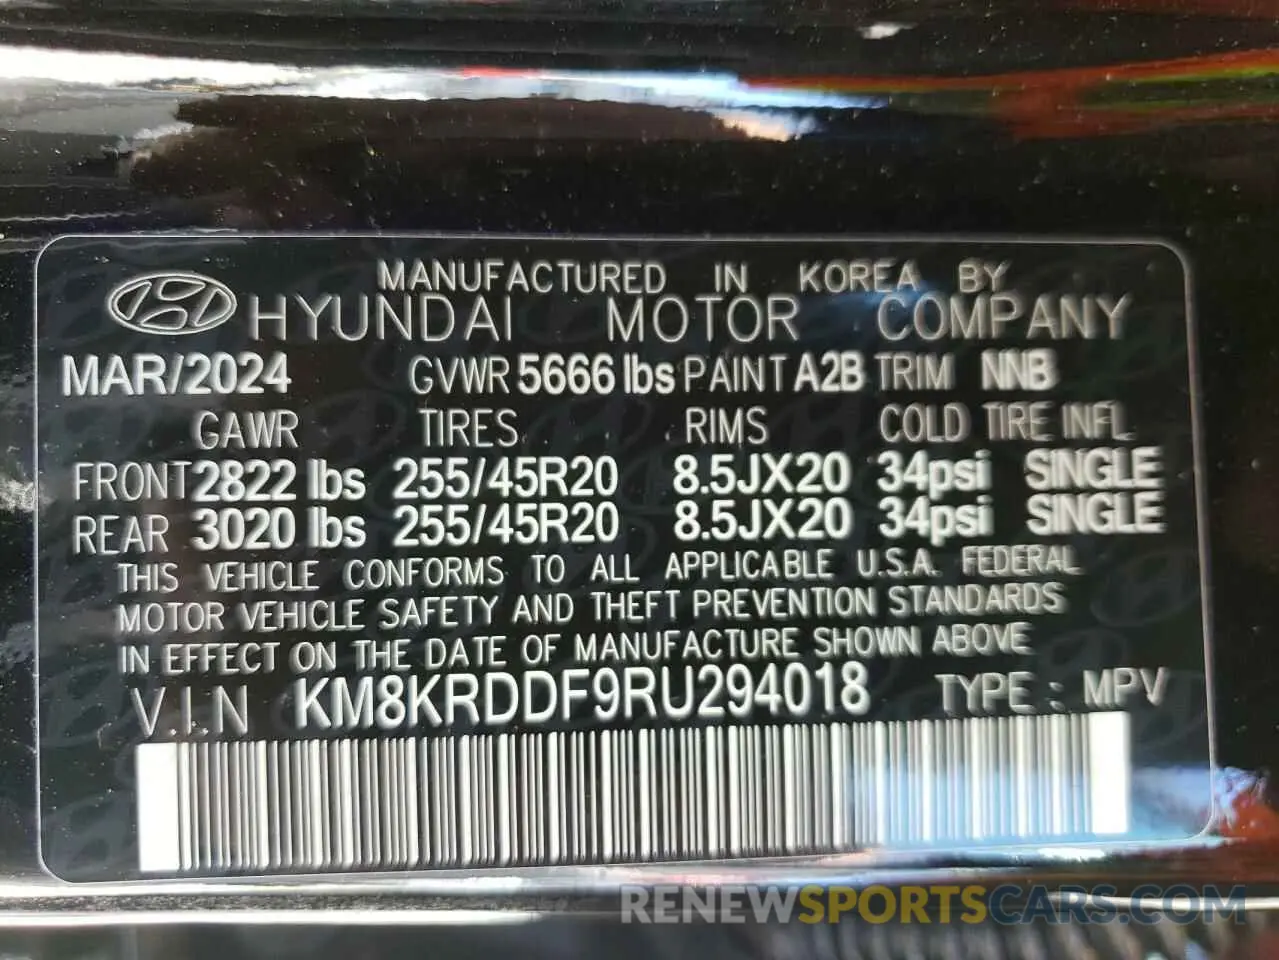 MANUFACTURED IN KOREA BY
HYUNDAI MOTOR COMPANY
MAR/2024 GVWR 5666 lbs PAINT A2B TRIM NNB
GAWR TIRES RIMS COLD TIRE INFL
FRONT 2822 lbs 255/45R20 8.5JX20 34psi SINGLE
REAR 3020 lbs 255/45R20 8.5JX20 34psi SINGLE
THIS VEHICLE CONFORMS TO ALL APPLICABLE U.S.A. FEDERAL
MOTOR VEHICLE SAFETY AND THEFT PREVENTION STANDARDS
IN EFFECT ON THE DATE OF MANUFACTURE SHOWN ABOVE
V.I.N KM8KRDDF9RU294018 TYPE : MPV
RENEWSPORTSCARS.COM